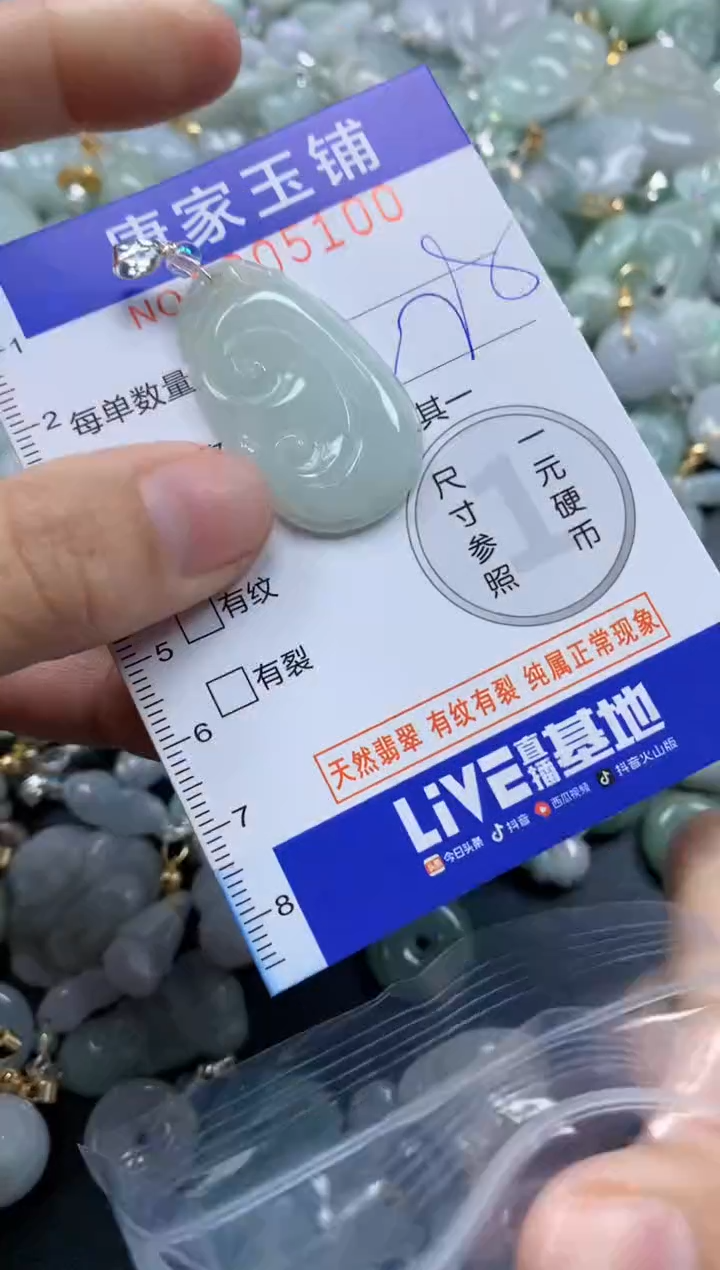 唐家玉铺
NO 05100
1
2
每单数量
其一
一元硬币
尺寸参照
1
5
有纹
有裂
6
7
8
天然翡翠 有纹有裂 纯属正常现象
LiVE直播基地
今日头条 抖音 西瓜视频 抖音火山版